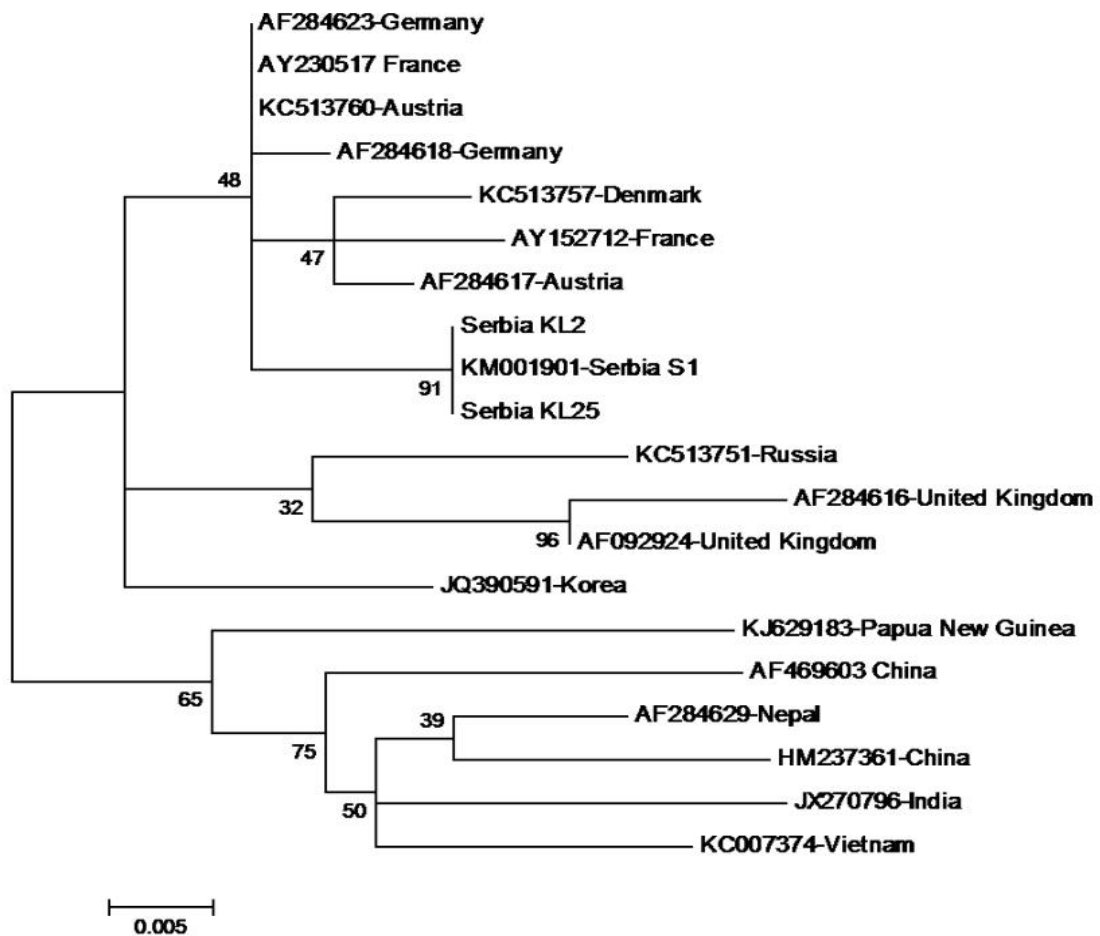 AF284623-Germany
AY230517 France
KC513760-Austria
AF284618-Germany
48
KC513757-Denmark
AY152712-France
47
AF284617-Austria
Serbia KL2
KM001901-Serbia S1
91
Serbia KL25
KC513751-Russia
AF284616-United Kingdom
32
96
AF092924-United Kingdom
JQ390591-Korea
KJ629183-Papua New Guinea
AF469603 China
65
AF284629-Nepal
39
75
HM237361-China
JX270796-India
50
KC007374-Vietnam
0.005